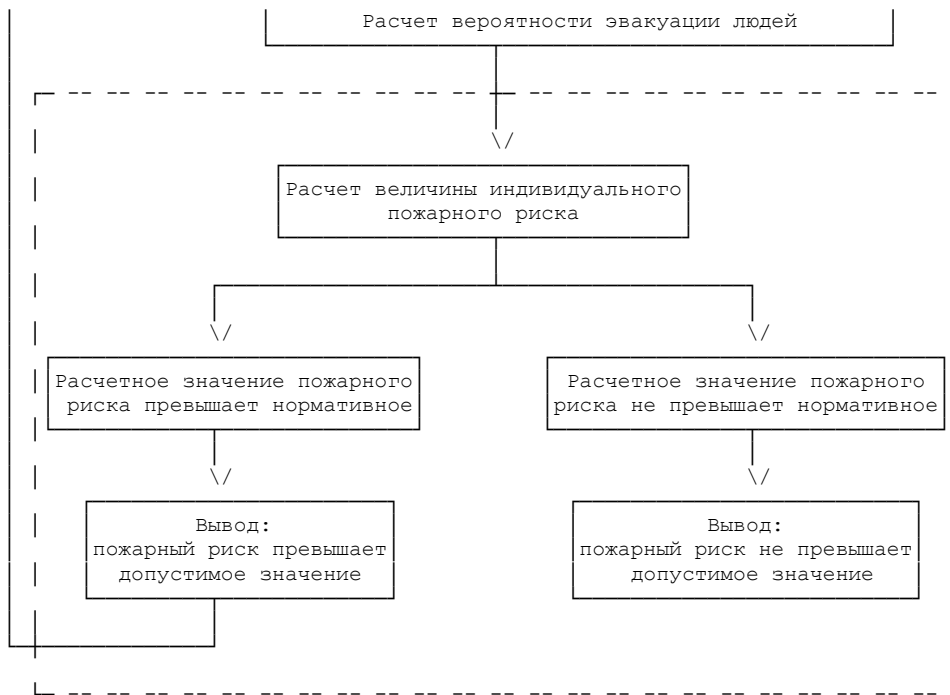 Расчет вероятности эвакуации людей
Расчет величины индивидуального
пожарного риска
Расчетное значение пожарного
риска превышает нормативное
Расчетное значение пожарного
риска не превышает нормативное
Вывод:
пожарный риск превышает
допустимое значение
Вывод:
пожарный риск не превышает
допустимое значение